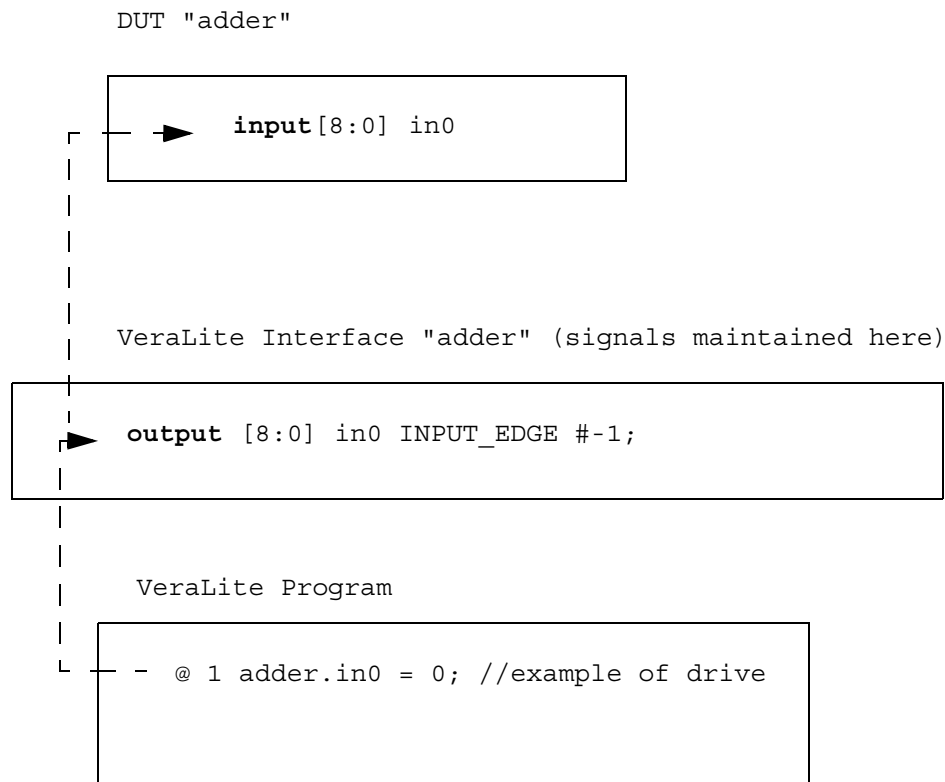 DUT "adder"
input[8:0] in0
VeraLite Interface "adder" (signals maintained here)
output [8:0] in0 INPUT_EDGE #-1;
VeraLite Program
@ 1 adder.in0 = 0; //example of drive